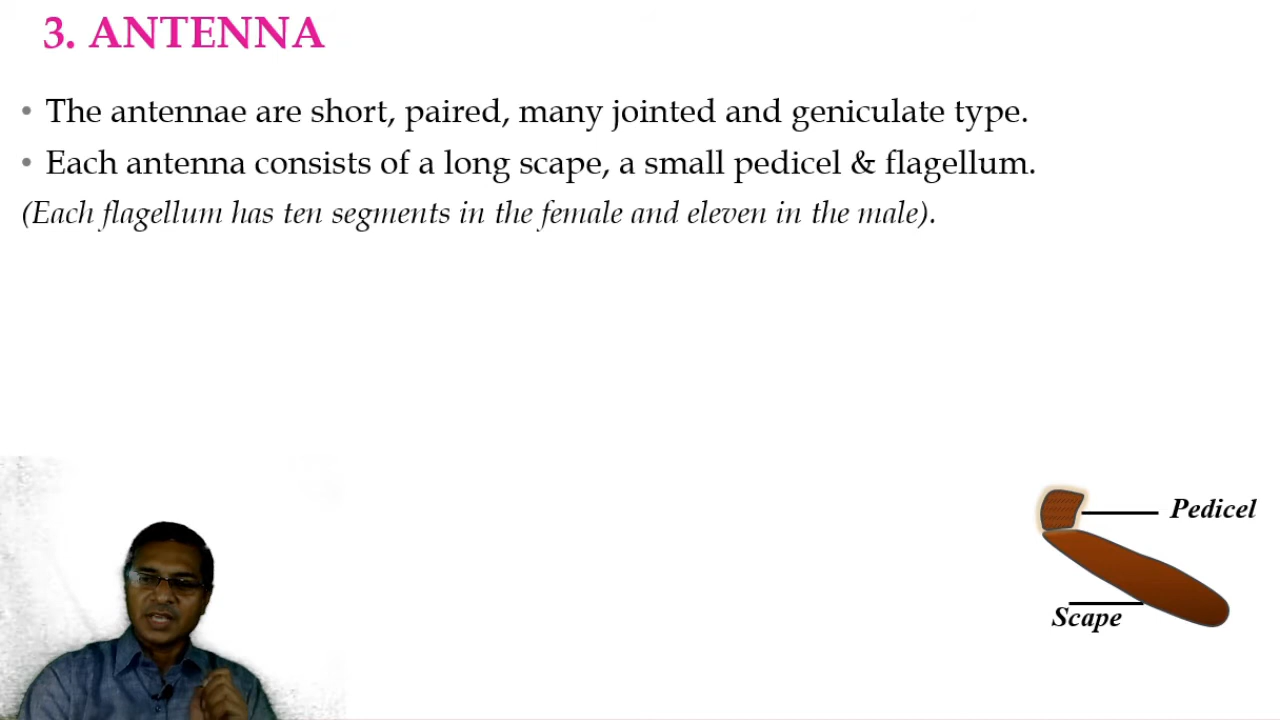 3. ANTENNA
• The antennae are short, paired, many jointed and geniculate type.
• Each antenna consists of a long scape, a small pedicel & flagellum.
(Each flagellum has ten segments in the female and eleven in the male).
Pedicel
Scape